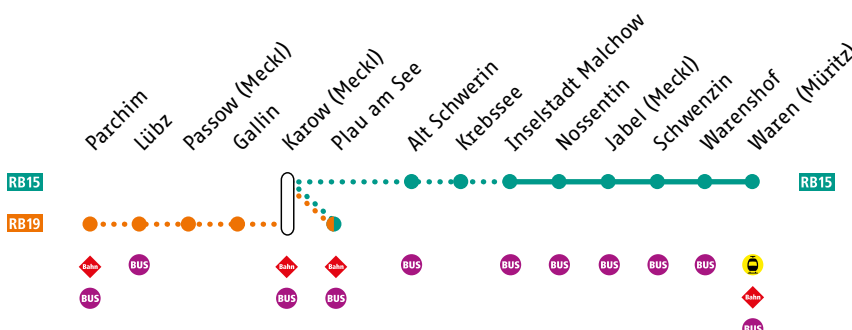 Parchim
Lübz
Passow (Meckl)
Gallin
Karow (Meckl)
Plau am See
Alt Schwerin
Krebssee
Inselstadt Malchow
Nossentin
Jabel (Meckl)
Schwenzin
Warenshof
Waren (Müritz)
RB15 RB15
RB19
Bahn BUS Bahn Bahn BUS BUS BUS BUS BUS BUS
BUS BUS BUS Bahn
BUS